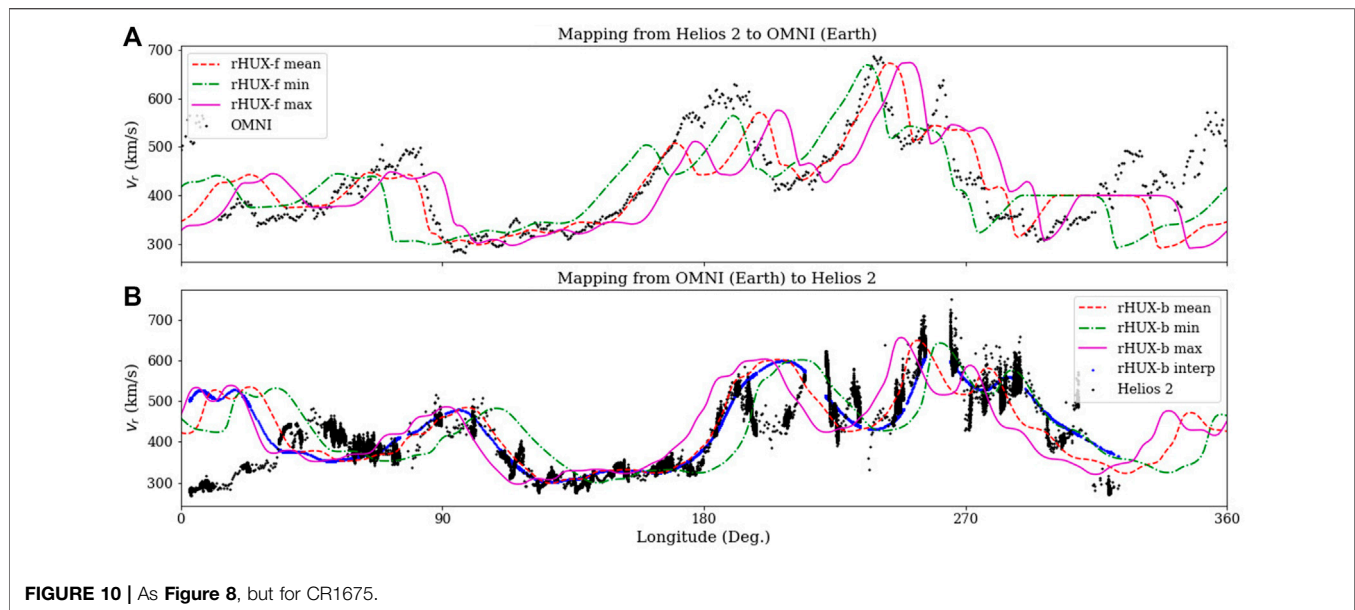 A
Mapping from Helios 2 to OMNI (Earth)
700
600
500
400
300
vr (km/s)
rHUX-f mean
rHUX-f min
rHUX-f max
OMNI
B
Mapping from OMNI (Earth) to Helios 2
700
600
500
400
300
vr (km/s)
rHUX-b mean
rHUX-b min
rHUX-b max
rHUX-b interp
Helios 2
0 90 180 270 360
Longitude (Deg.)
FIGURE 10 | As Figure 8, but for CR1675.